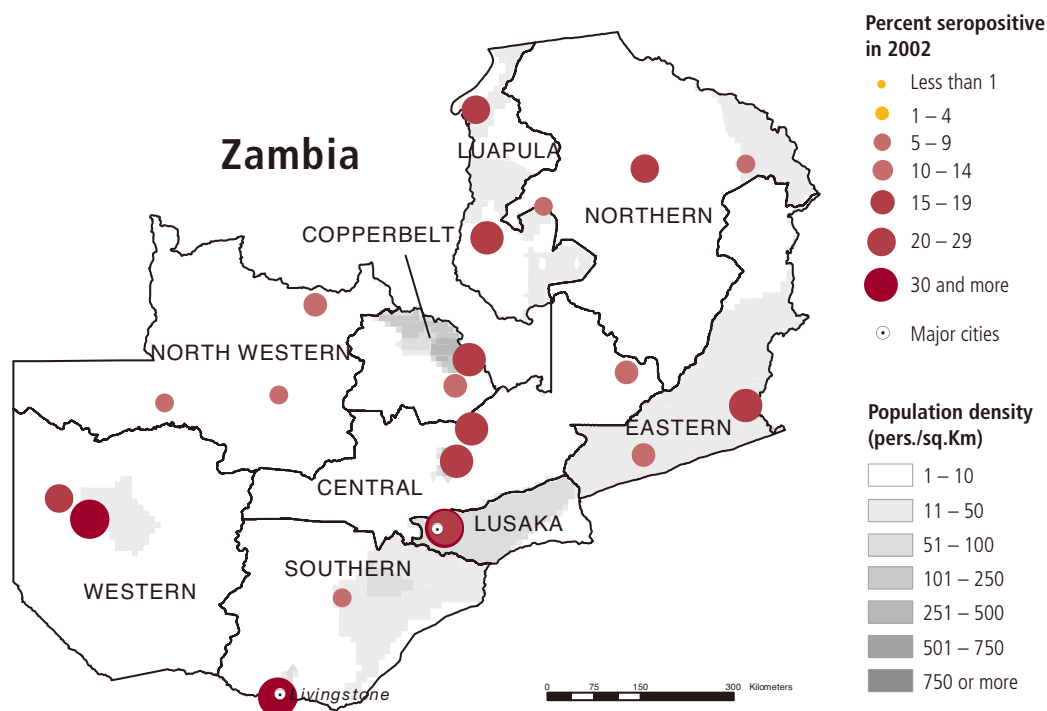 Percent seropositive
in 2002
Less than 1
1 – 4
5 – 9
10 – 14
15 – 19
20 – 29
30 and more
Major cities
Population density
(pers./sq.Km)
1 – 10
11 – 50
51 – 100
101 – 250
251 – 500
501 – 750
750 or more
Zambia
LUAPULA
NORTHERN
COPPERBELT
NORTH WESTERN
EASTERN
CENTRAL
LUSAKA
SOUTHERN
WESTERN
Livingstone
0 75 150 300 Kilometers